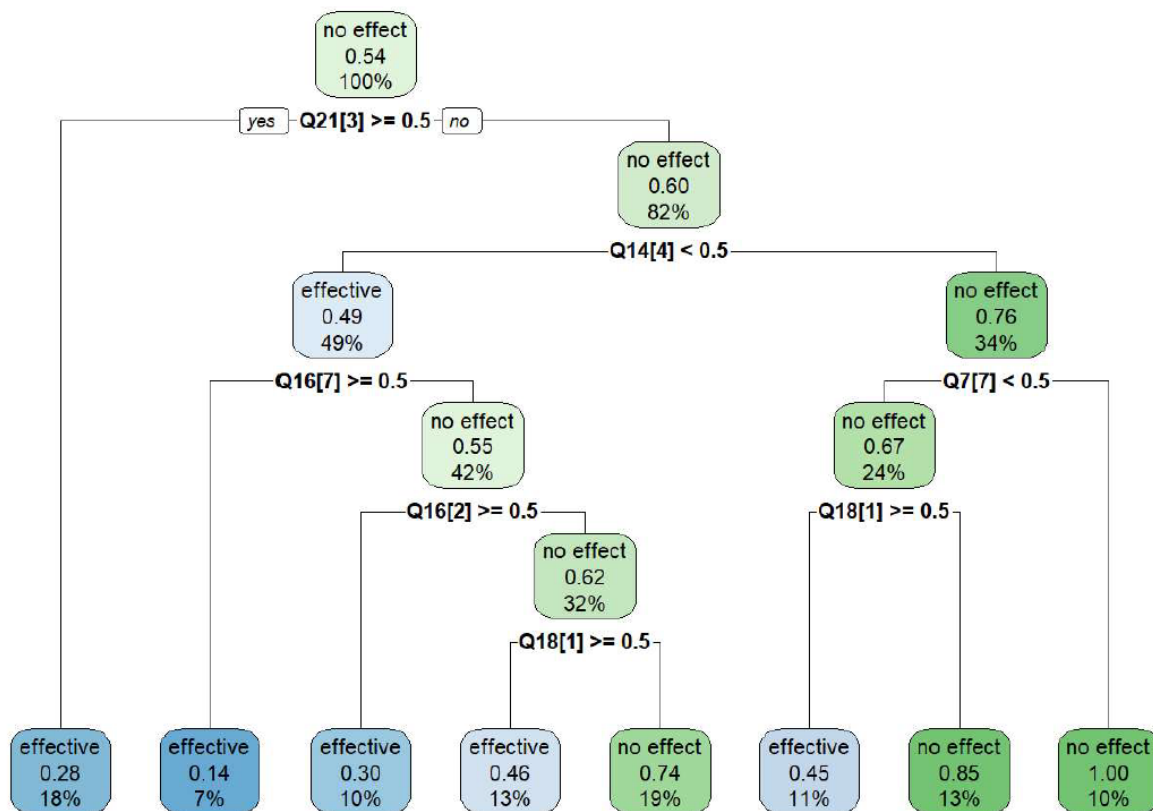 no effect
0.54
100%
yes Q21[3] >= 0.5 no
no effect
0.60
82%
Q14[4] < 0.5
effective
0.49
49%
no effect
0.76
34%
Q16[7] >= 0.5
Q7[7] < 0.5
no effect
0.55
42%
no effect
0.67
24%
Q16[2] >= 0.5
Q18[1] >= 0.5
no effect
0.62
32%
Q18[1] >= 0.5
effective
0.28
18%
effective
0.14
7%
effective
0.30
10%
effective
0.46
13%
no effect
0.74
19%
effective
0.45
11%
no effect
0.85
13%
no effect
1.00
10%